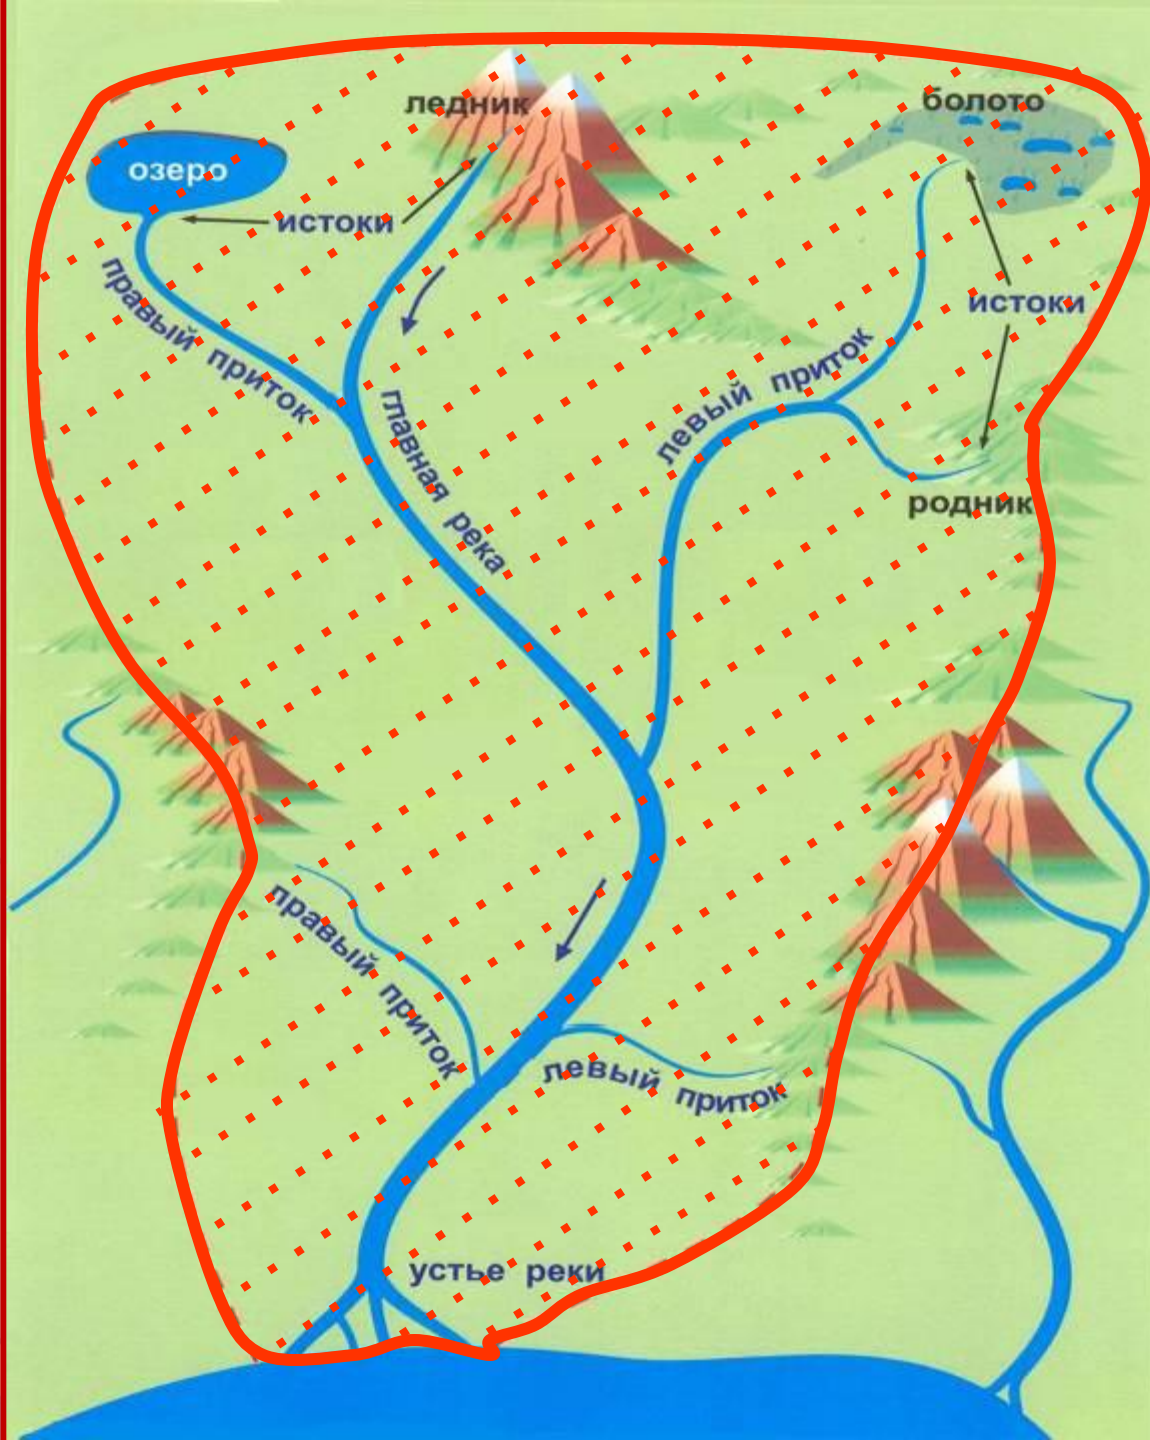 ледник
болото
озеро
истоки
правый приток
истоки
левый приток
главная река
родник
правый приток
левый приток
устье реки